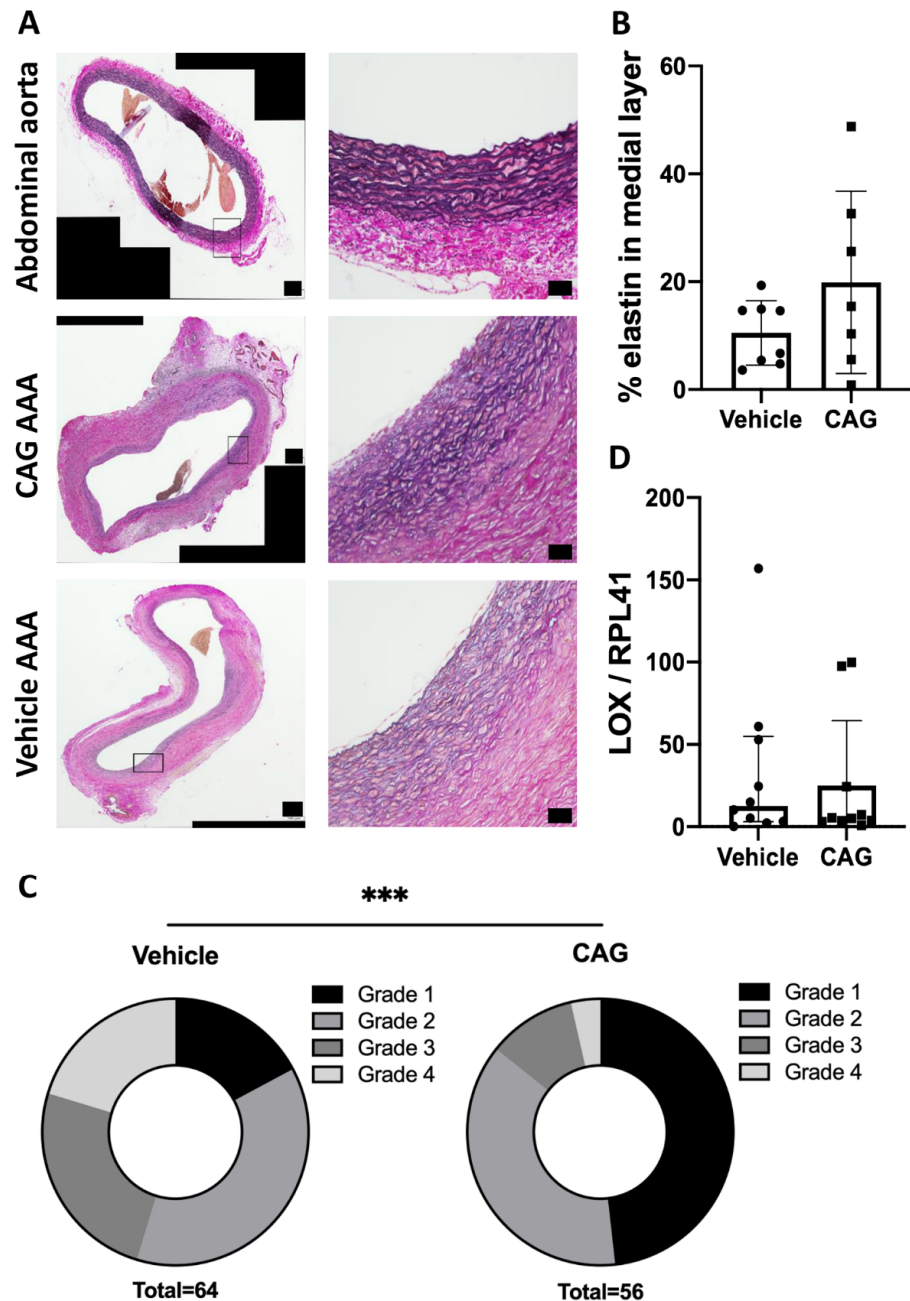 A
Abdominal aorta
CAG AAA
Vehicle AAA
B
% elastin in medial layer
60
40
20
0
Vehicle CAG
D
LOX / RPL41
200
150
100
50
0
Vehicle CAG
C
***
Vehicle
Grade 1
Grade 2
Grade 3
Grade 4
Total=64
CAG
Grade 1
Grade 2
Grade 3
Grade 4
Total=56